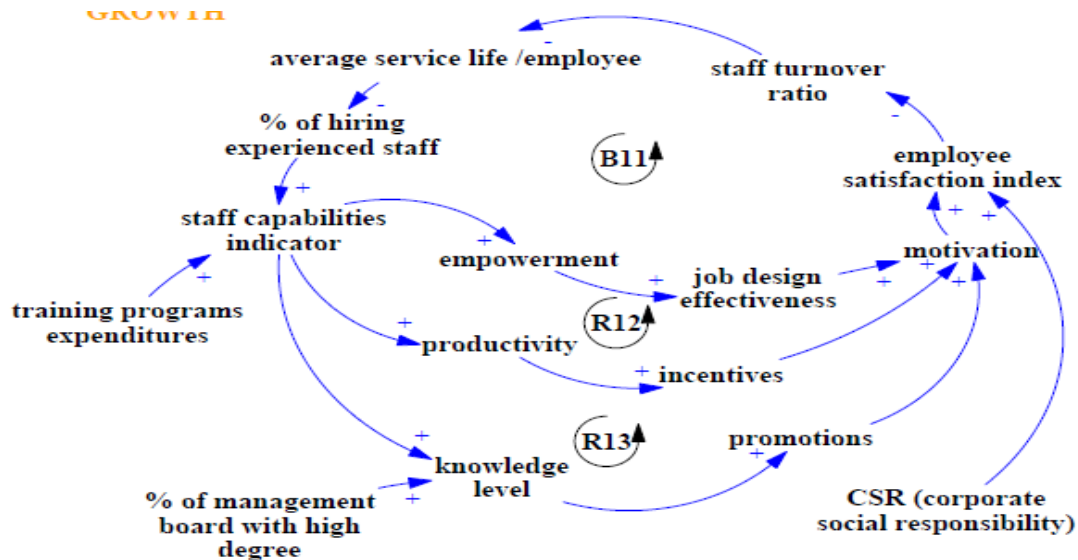 GROWTH
average service life /employee
staff turnover
ratio
-
-
% of hiring
experienced staff
B11
-
employee
satisfaction index
+
staff capabilities
indicator
+
empowerment
+
+
motivation
+
job design
effectiveness
+
+
+
+
training programs
expenditures
R12
+
productivity
+
incentives
R13
promotions
+
+
knowledge
level
+
% of management
board with high
degree
CSR (corporate
social responsibility)